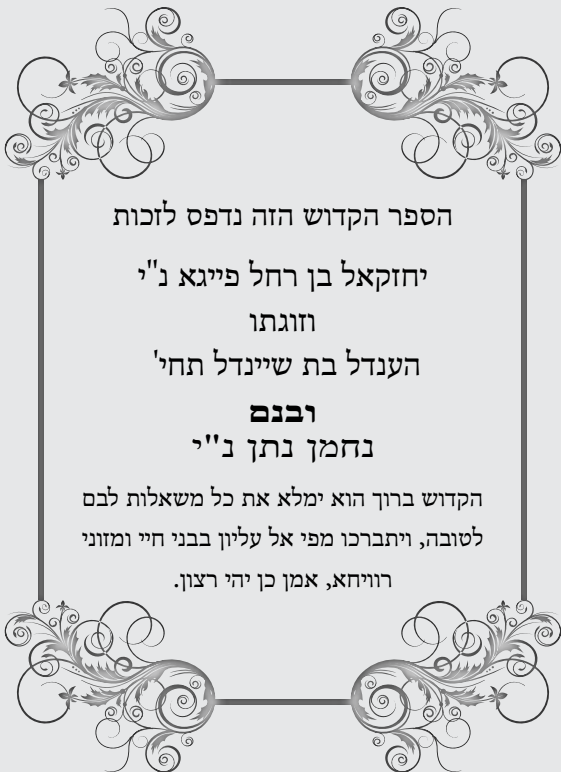 הספר הקדוש הזה נדפס לזכות
יחזקאל בן רחל פייגא נ"י
וזוגתו
הענדל בת שיינדל תחי'
ובנם
נחמן נתן נ"י
הקדוש ברוך הוא ימלא את כל משאלות לבם
לטובה, ויתברכו מפי אל עליון בבני חיי ומזוני
רוויחא, אמן כן יהי רצון.